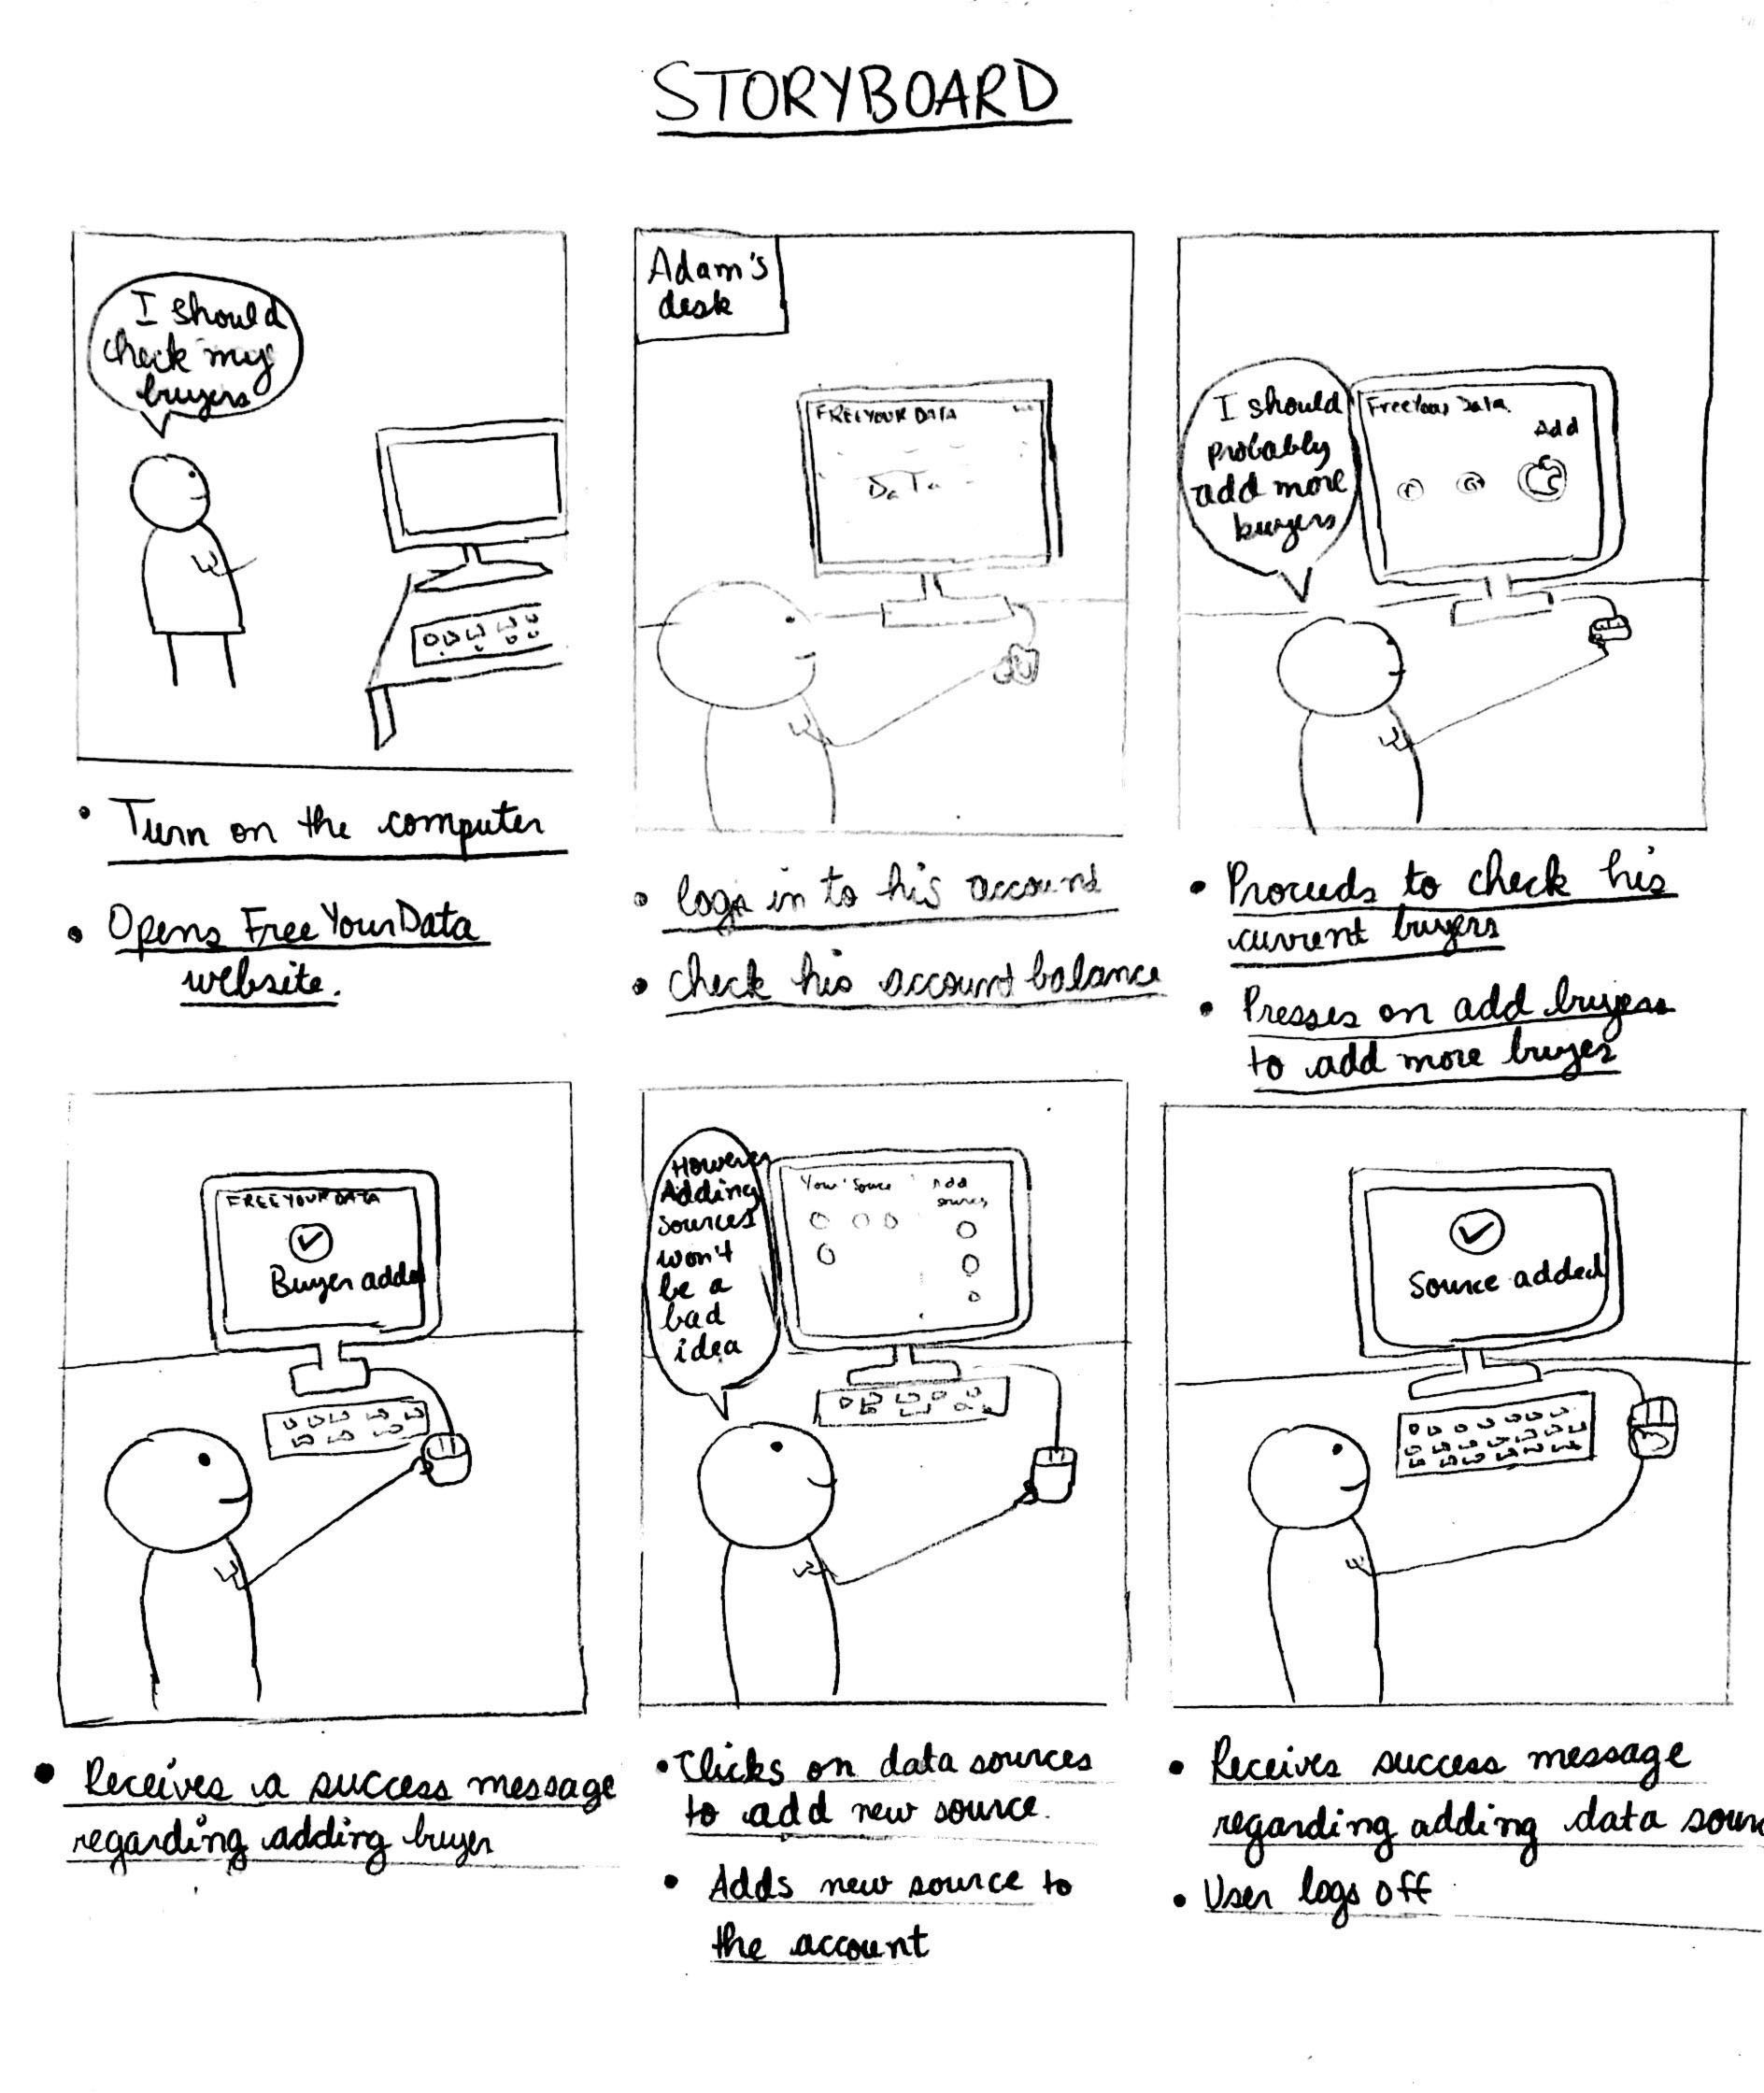 STORYBOARD
I should
check my
buyers
• Turn on the computer
• Opens FreeYourData
website.
Adam's
desk
FREEYOUR DATA
DaTa
• logs in to his account
• check his account balance
I should
probably
add more
buyers
FreeYour Data.
Add
• Proceeds to check his
current buyers
• Presses on add buyers
to add more buyer
FREEYOUR DATA
Buyer added
• Receives a success message
regarding adding buyer
However
Adding
sources
won't
be a
bad
idea
Your Source
Add
sources
• Clicks on data sources
to add new source.
• Adds new source to
the account
Source added
• Receives success message
regarding adding data sourc
• User logs off